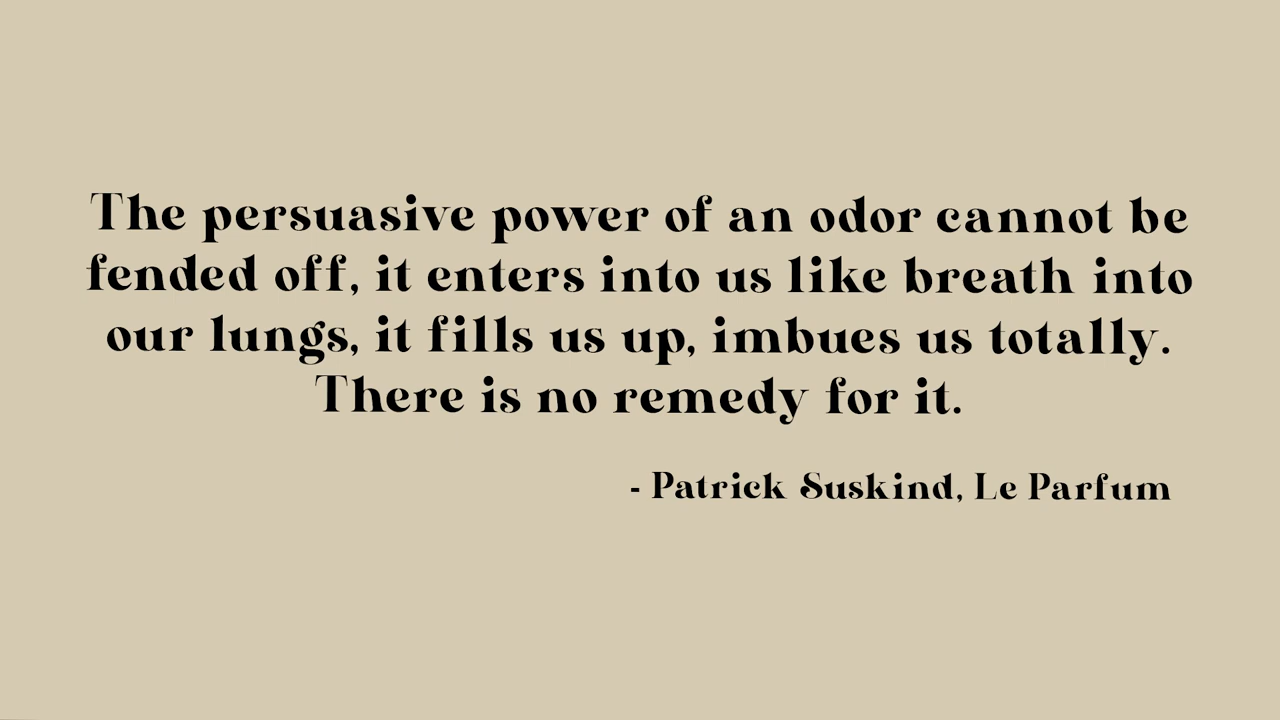 The persuasive power of an odor cannot be
fended off, it enters into us like breath into
our lungs, it fills us up, imbues us totally.
There is no remedy for it.
- Patrick Suskind, Le Parfum